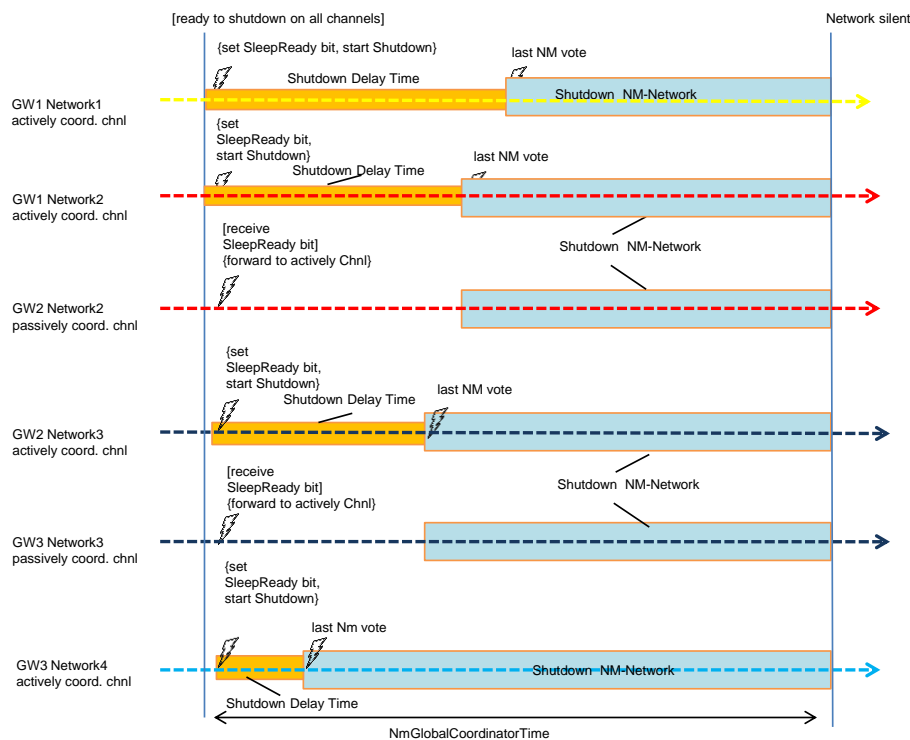 [ready to shutdown on all channels]
Network silent
{set SleepReady bit, start Shutdown}
last NM vote
Shutdown Delay Time
Shutdown NM-Network
GW1 Network1
actively coord. chnl
{set
SleepReady bit,
start Shutdown}
last NM vote
Shutdown Delay Time
GW1 Network2
actively coord. chnl
[receive
SleepReady bit]
{forward to actively Chnl}
Shutdown NM-Network
GW2 Network2
passively coord. chnl
{set
SleepReady bit,
start Shutdown}
last NM vote
Shutdown Delay Time
GW2 Network3
actively coord. chnl
[receive
SleepReady bit]
{forward to actively Chnl}
Shutdown NM-Network
GW3 Network3
passively coord. chnl
{set
SleepReady bit,
start Shutdown}
last Nm vote
GW3 Network4
actively coord. chnl
Shutdown NM-Network
Shutdown Delay Time
NmGlobalCoordinatorTime